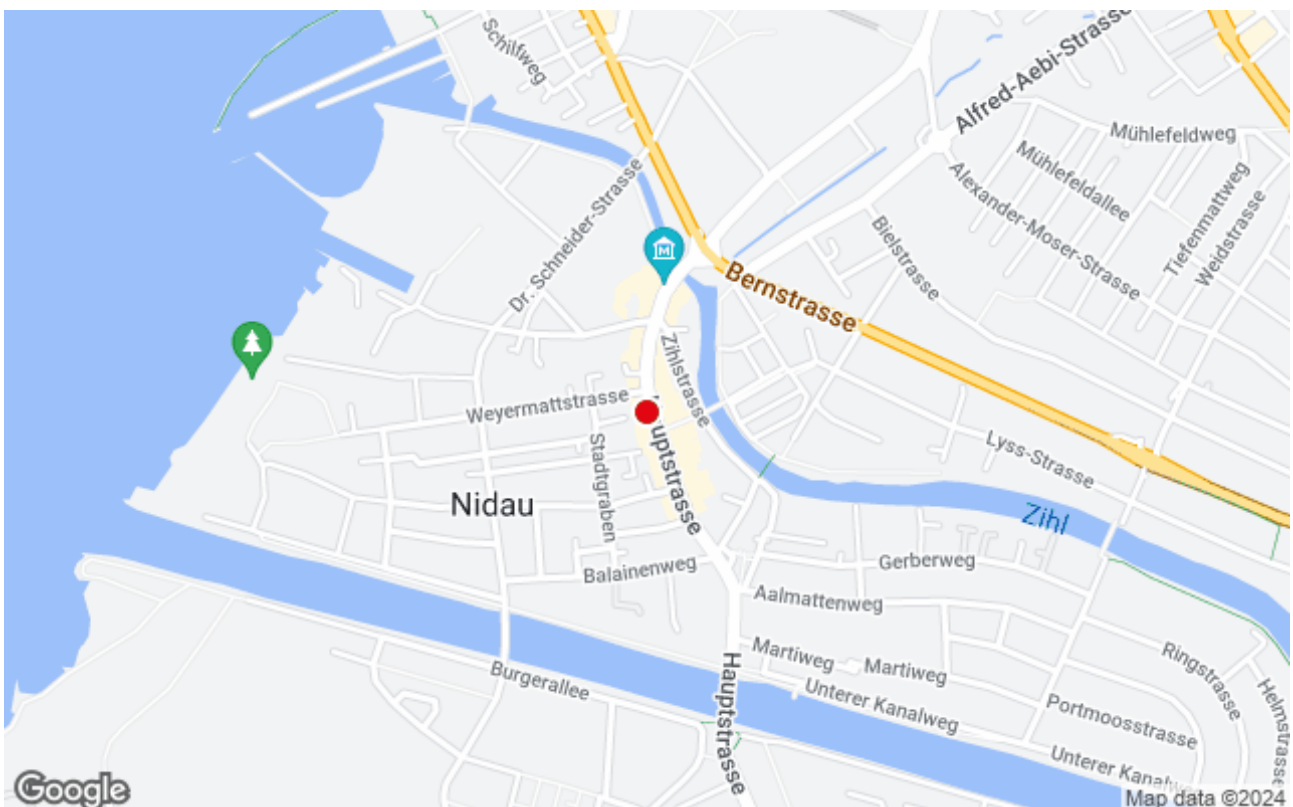 Schilfweg
Alfred-Aebi-Strasse
Mühlefeldweg
Mühlefeldallee
Tiefenmattweg
Weidstrasse
Alexander-Moser-Strasse
Bielstrasse
Dr. Schneider-Strasse
Bernstrasse
Zihlstrasse
Weyermattstrasse
uptstrasse
Stadtgraben
Lyss-Strasse
Nidau
Zihl
Balainenweg
Gerberweg
Aalmattenweg
Martiweg
Martiweg
Ringstrasse
Helmstrasse
Burgerallee
Hauptstrasse
Unterer Kanalweg
Portmoosstrasse
Unterer Kanalweg
Google
Map data ©2024